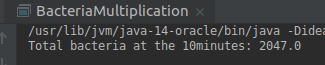 BacteriaMultiplication
/usr/lib/jvm/java-14-oracle/bin/java -Didea
Total bacteria at the 10minutes: 2047.0